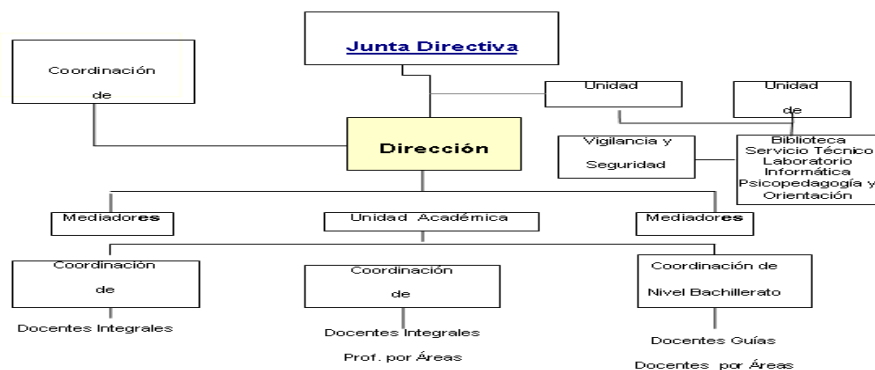 Junta Directiva
Coordinación
de
Unidad
Unidad
de
Dirección
Vigilancia y
Seguridad
Biblioteca
Servicio Técnico
Laboratorio
Informática
Psicopedagogía y
Orientación
Mediadores
Unidad Académica
Mediadores
Coordinación
de
Coordinación
de
Coordinación de
Nivel Bachillerato
Docentes Integrales
Docentes Integrales
Prof. por Áreas
Docentes Guías
Docentes por Áreas